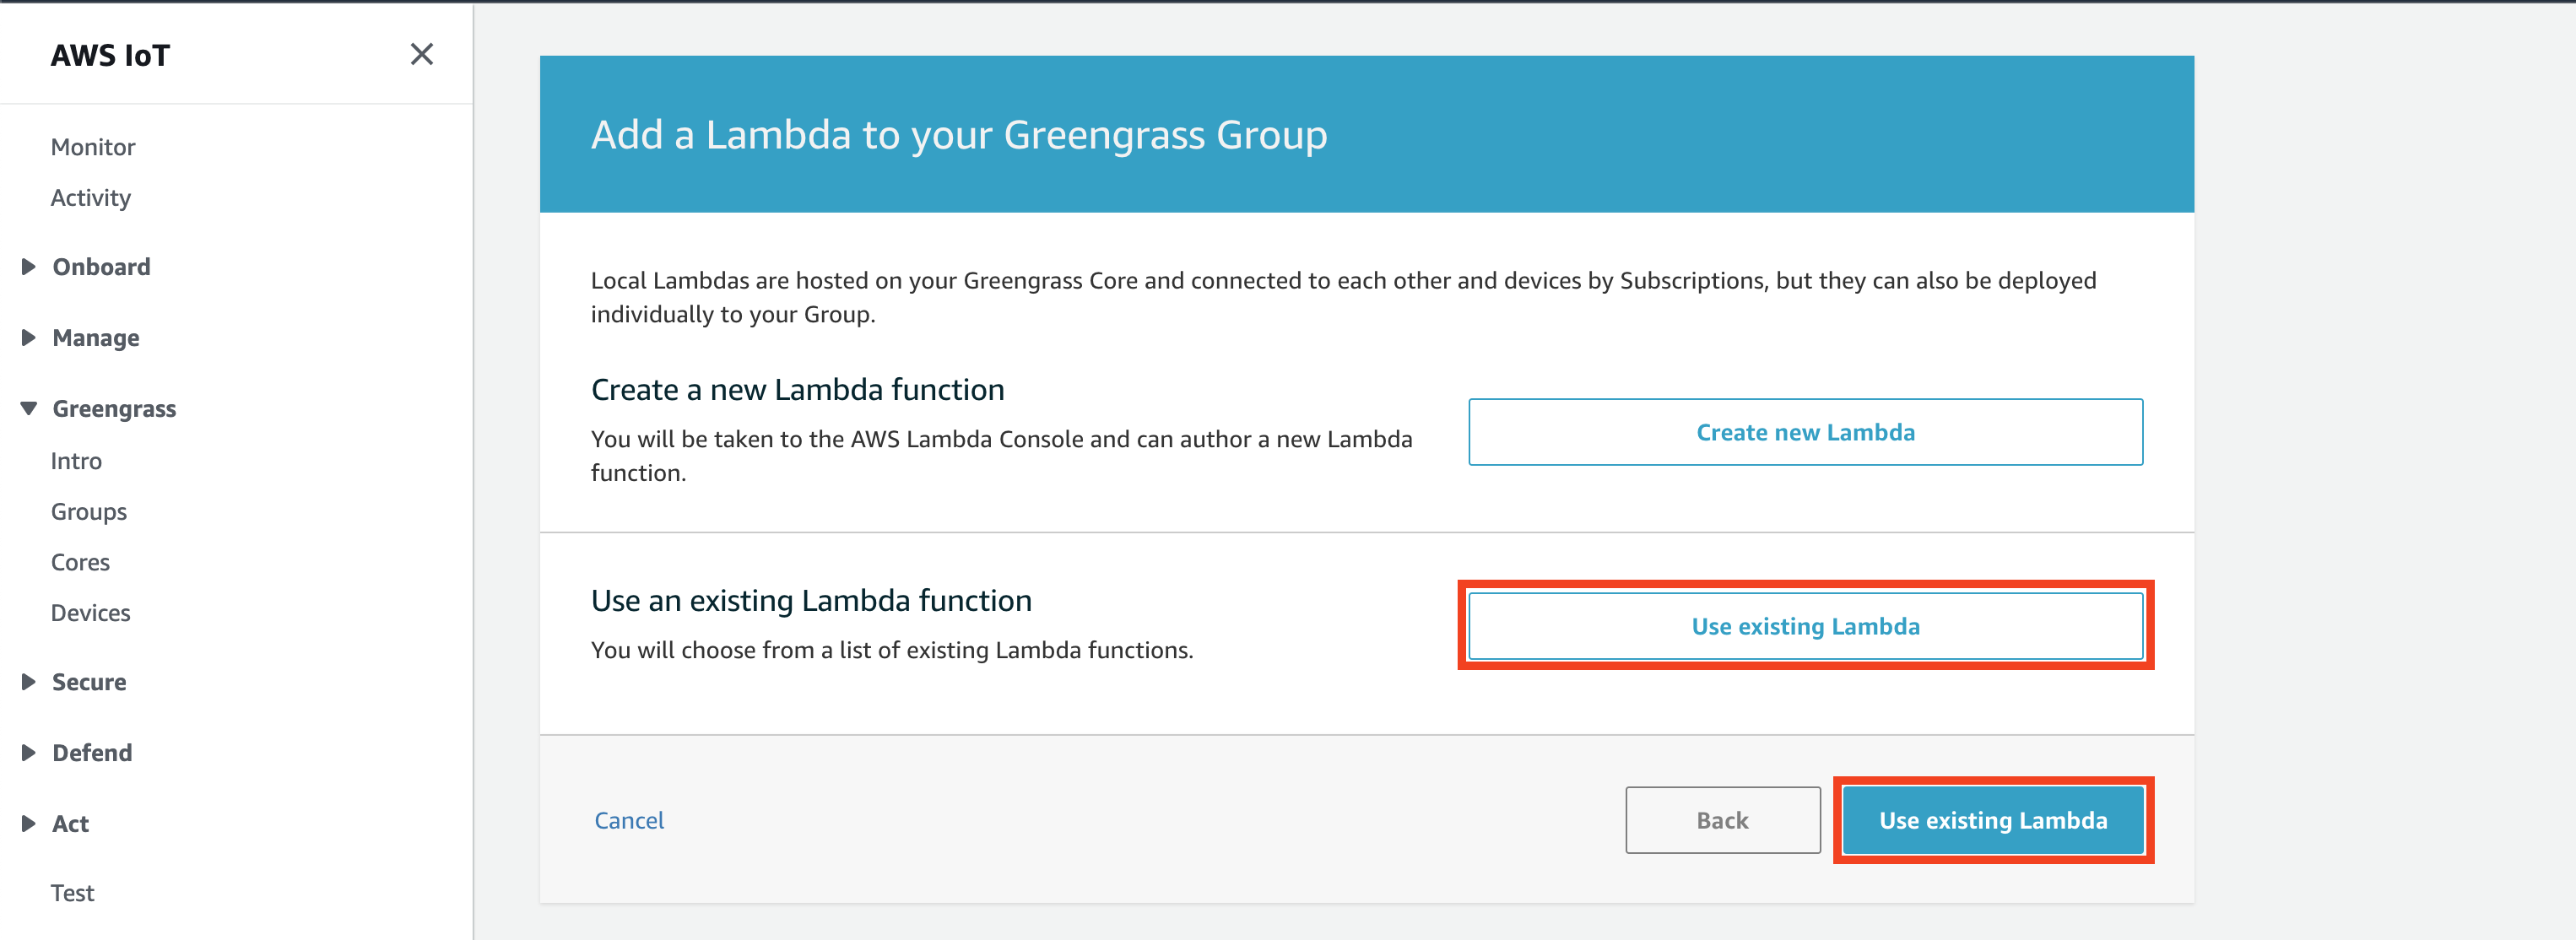 AWS IoT
Monitor
Activity
Onboard
Manage
Greengrass
Intro
Groups
Cores
Devices
Secure
Defend
Act
Test
Add a Lambda to your Greengrass Group
Local Lambdas are hosted on your Greengrass Core and connected to each other and devices by Subscriptions, but they can also be deployed
individually to your Group.
Create a new Lambda function
You will be taken to the AWS Lambda Console and can author a new Lambda
function.
Create new Lambda
Use an existing Lambda function
You will choose from a list of existing Lambda functions.
Use existing Lambda
Cancel
Back
Use existing Lambda